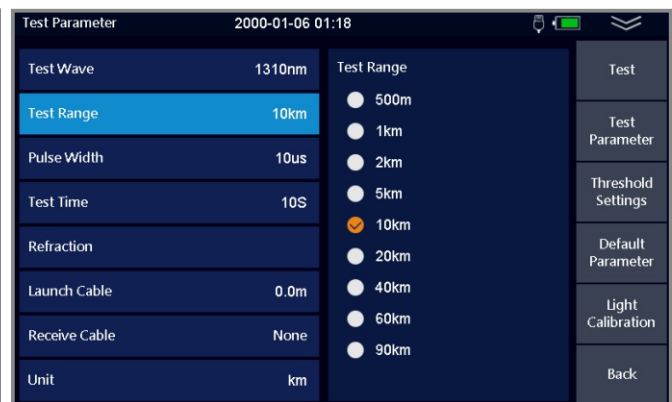 Test Parameter 2000-01-06 01:18
Test Wave 1310nm
Test Range 10km
Pulse Width 10us
Test Time 10S
Refraction
Launch Cable 0.0m
Receive Cable None
Unit km
Test Range
500m
1km
2km
5km
10km
20km
40km
60km
90km
Test
Test
Parameter
Threshold
Settings
Default
Parameter
Light
Calibration
Back